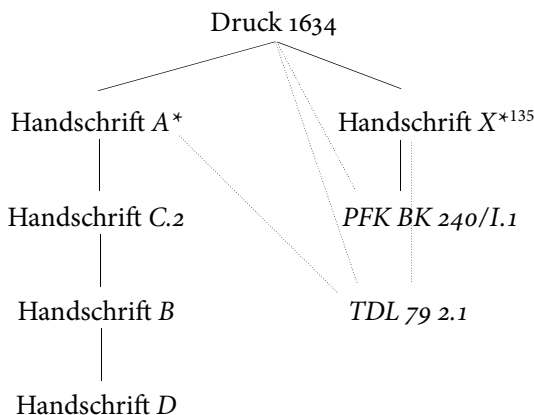 Druck 1634
Handschrift A* Handschrift X*135
Handschrift C.2 PFK BK 240/I.1
Handschrift B TDL 79 2.1
Handschrift D